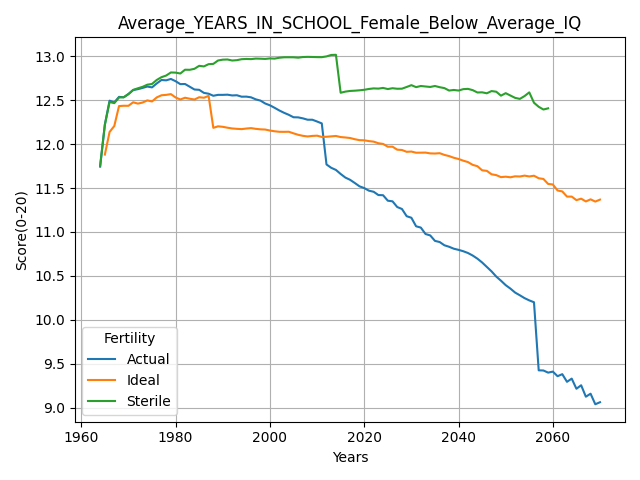 Average_YEARS_IN_SCHOOL_Female_Below_Average_IQ
Score(0-20)
13.0
12.5
12.0
11.5
11.0
10.5
10.0
9.5
9.0
Fertility
Actual
Ideal
Sterile
1960 1980 2000 2020 2040 2060
Years